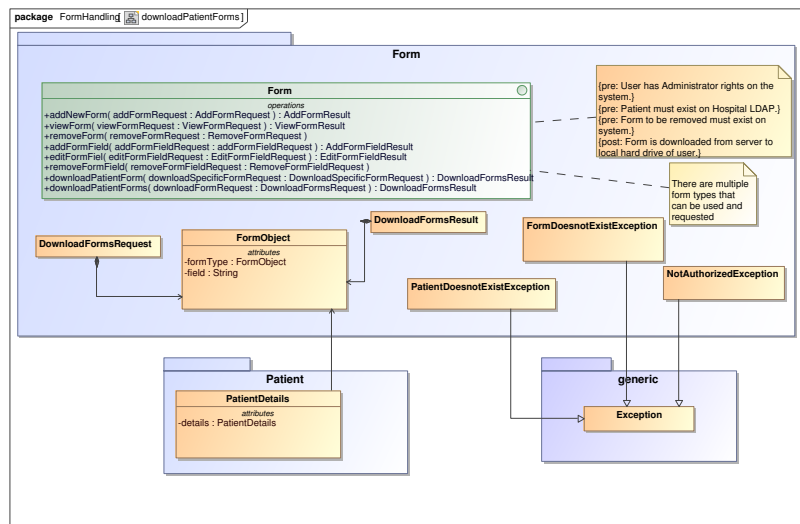 package FormHandling[ downloadPatientForms]
Form
Form
operations
+addNewForm( addFormRequest : AddFormRequest ) : AddFormResult
+viewForm( viewFormRequest : ViewFormRequest ) : ViewFormResult
+removeForm( removeFormRequest : RemoveFormRequest )
+addFormField( addFormFieldRequest : AddFormFieldRequest ) : AddFormFieldResult
+editFormFiel( editFormFieldRequest : EditFormFieldRequest ) : EditFormFieldResult
+removeFormField( removeFormFieldRequest : RemoveFormFieldRequest )
+downloadPatientForm( downloadSpecificFormRequest : DownloadSpecificFormRequest ) : DownloadFormsResult
+downloadPatientForms( downloadFormRequest : DownloadFormsRequest ) : DownloadFormsResult
{pre: User has Administrator rights on the
system.}
{pre: Patient must exist on Hospital LDAP.}
{pre: Form to be removed must exist on
system.}
{post: Form is downloaded from server to
local hard drive of user.}
There are multiple
form types that
can be used and
requested
DownloadFormsRequest
FormObject
attributes
-formType : FormObject
-field : String
DownloadFormsResult
FormDoesnotExistException
PatientDoesnotExistException
NotAuthorizedException
Patient
PatientDetails
attributes
-details : PatientDetails
generic
Exception